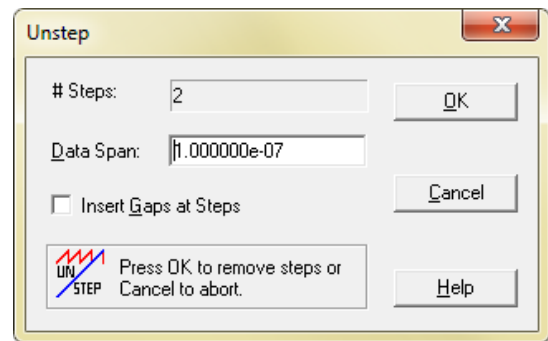 Unstep
# Steps:
2
OK
Data Span:
1.000000e-07
Cancel
Insert Gaps at Steps
UN
STEP
Press OK to remove steps or
Cancel to abort.
Help